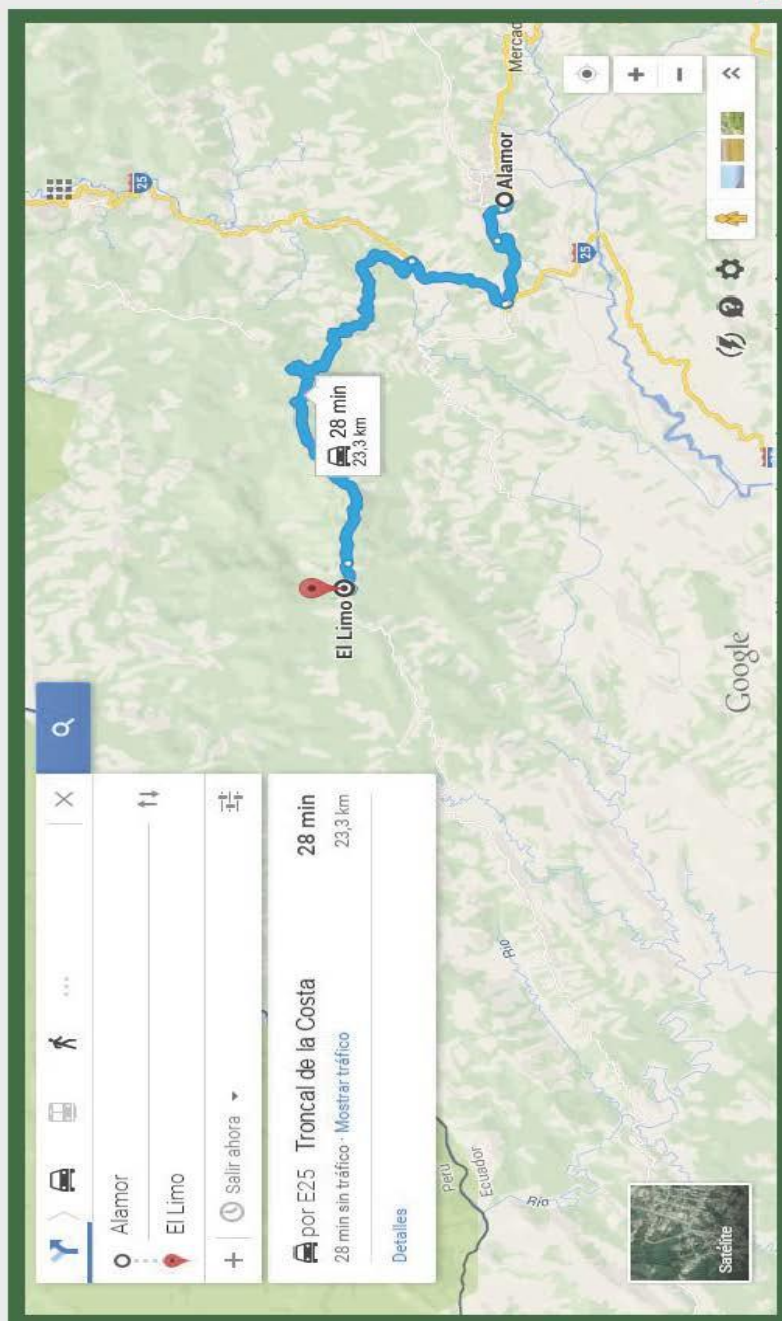 Alamor
El Limo
Salir ahora
por E25 Troncal de la Costa
28 min
28 min sin tráfico · Mostrar tráfico
23,3 km
Detalles
25
28 min
23,3 km
El Limo
Alamor
Mercad
25
Perú
Ecuador
Río
Río
Satélite
Google